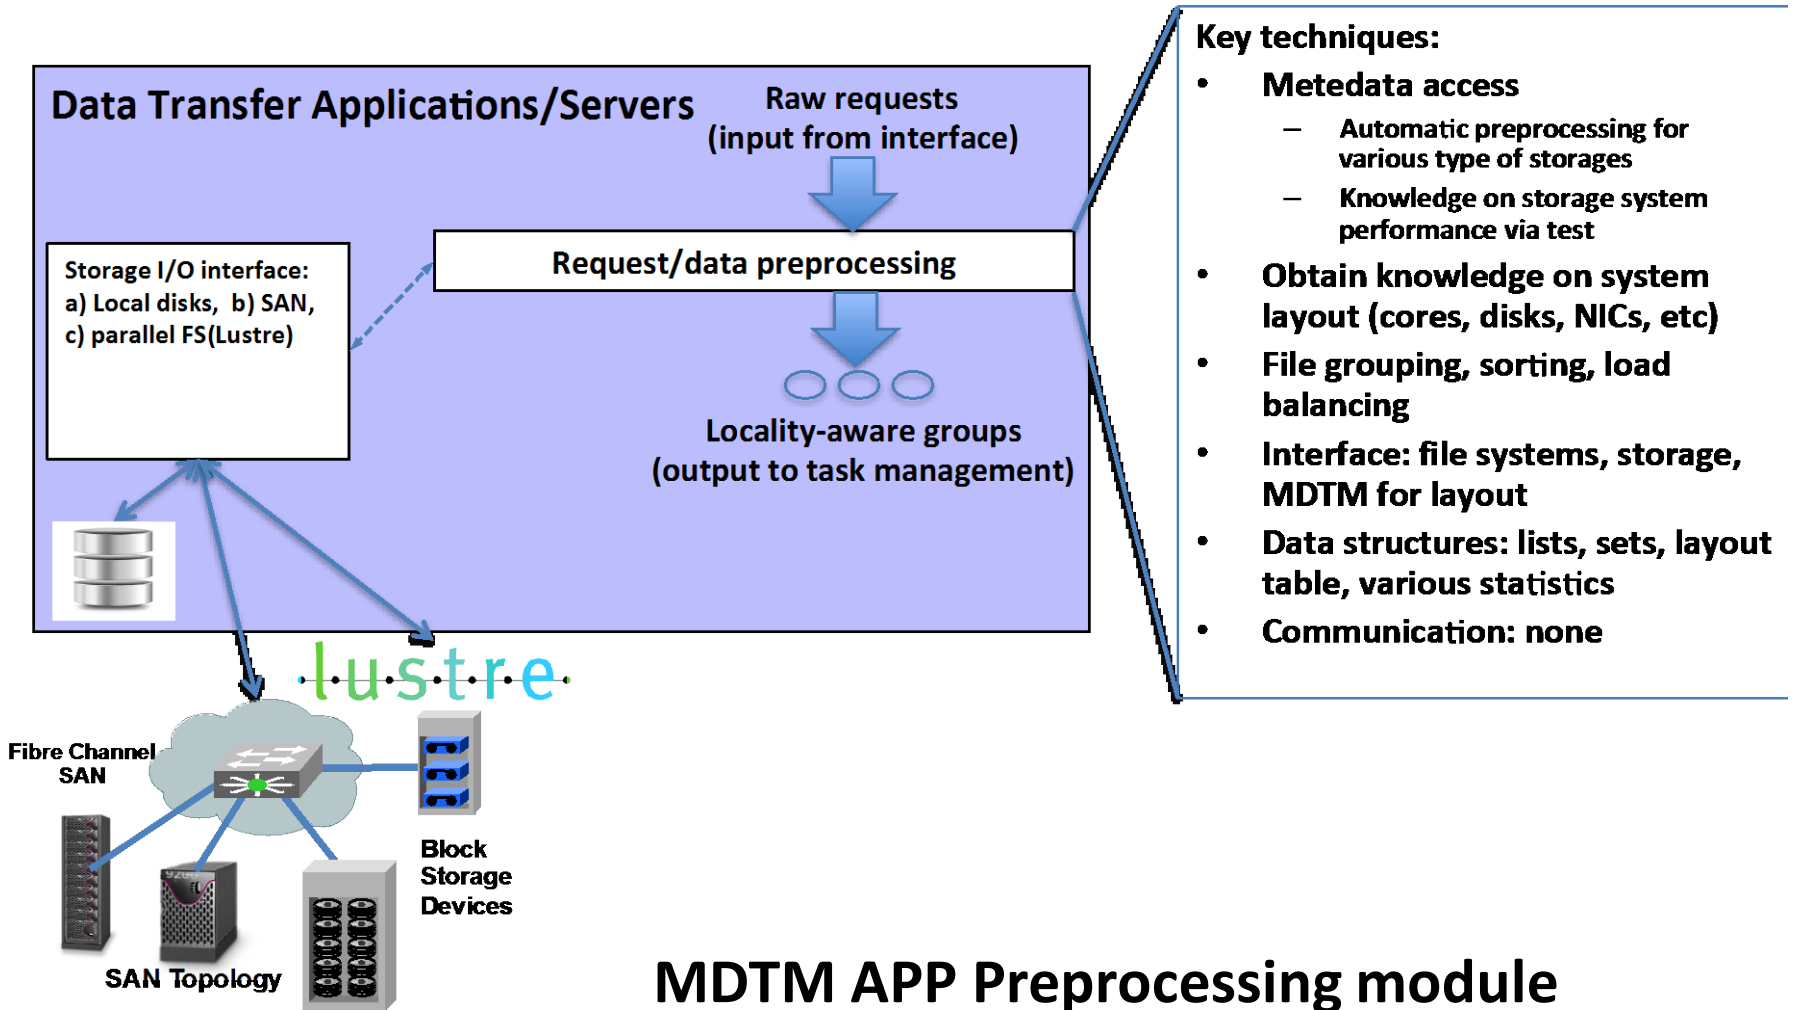 Data Transfer Applications/Servers
Raw requests
(input from interface)
Request/data preprocessing
Storage I/O interface:
a) Local disks,  b) SAN,
c) parallel FS(Lustre)
Locality-aware groups
(output to task management)
Key techniques:
• Metedata access
– Automatic preprocessing for
various type of storages
– Knowledge on storage system
performance via test
• Obtain knowledge on system
layout (cores, disks, NICs, etc)
• File grouping, sorting, load
balancing
• Interface: file systems, storage,
MDTM for layout
• Data structures: lists, sets, layout
table, various statistics
• Communication: none
lustre
Fibre Channel
SAN
Block
Storage
Devices
SAN Topology
MDTM APP Preprocessing module